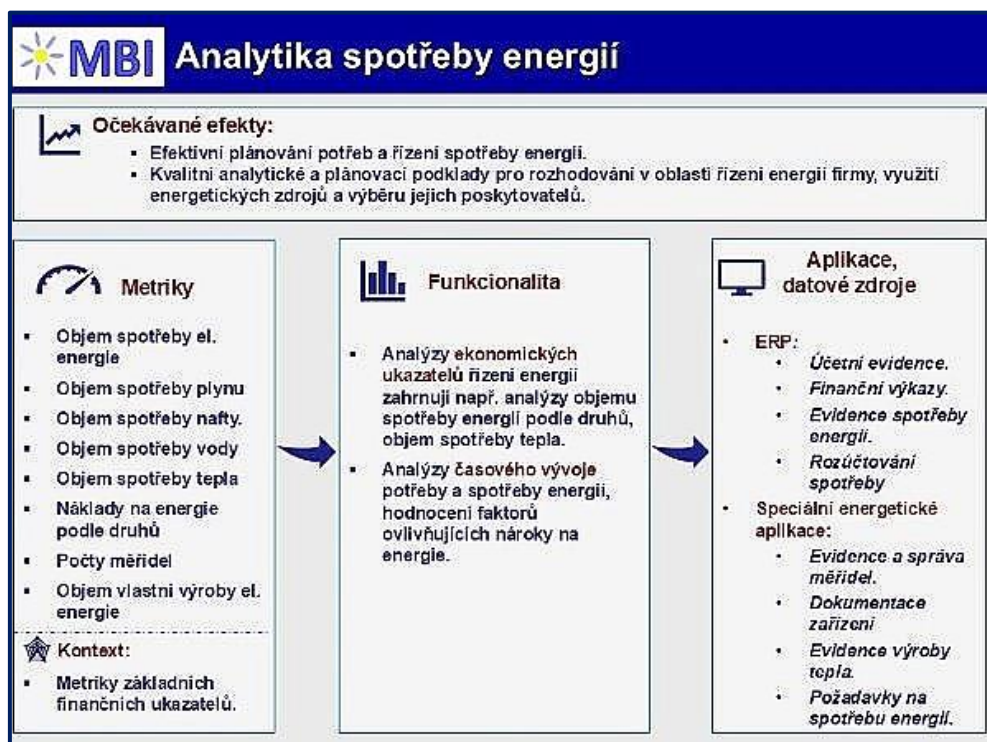 MBI Analytika spotřeby energií
Očekávané efekty:
▪ Efektivní plánování potřeb a řízení spotřeby energií.
▪ Kvalitní analytické a plánovací podklady pro rozhodování v oblasti řízení energií firmy, využití
energetických zdrojů a výběru jejich poskytovatelů.
Metriky
▪ Objem spotřeby el.
energie
▪ Objem spotřeby plynu
▪ Objem spotřeby nafty.
▪ Objem spotřeby vody
▪ Objem spotřeby tepla
▪ Náklady na energie
podle druhů
▪ Počty měřidel
▪ Objem vlastní výroby el.
energie
Kontext:
▪ Metriky základních
finančních ukazatelů.
Funkcionalita
▪ Analýzy ekonomických
ukazatelů řízení energií
zahrnují např. analýzy objemu
spotřeby energií podle druhů,
objem spotřeby tepla.
▪ Analýzy časového vývoje
potřeby a spotřeby energií,
hodnocení faktorů
ovlivňujících nároky na
energie.
Aplikace,
datové zdroje
• ERP:
• Účetní evidence.
• Finanční výkazy.
• Evidence spotřeby
energií.
• Rozúčtování
spotřeby
• Speciální energetické
aplikace:
• Evidence a správa
měřidel.
• Dokumentace
zařízení
• Evidence výroby
tepla.
• Požadavky na
spotřebu energií.